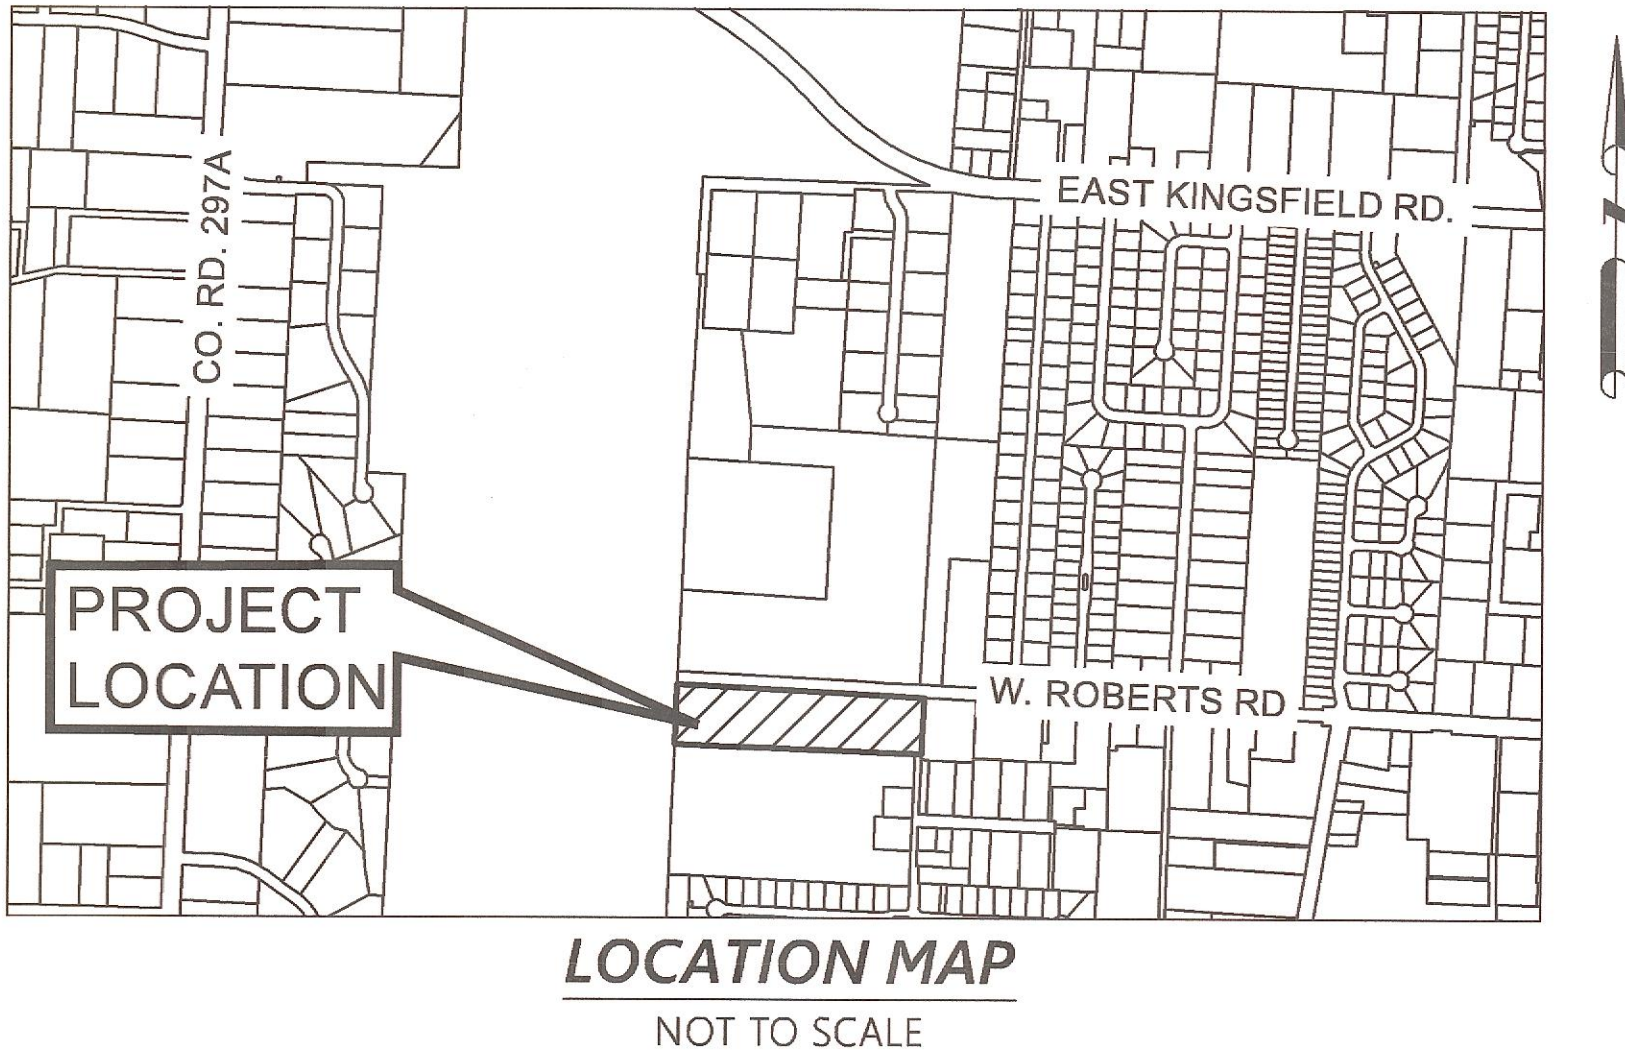 CO. RD. 297A
EAST KINGSFIELD RD.
PROJECT
LOCATION
W. ROBERTS RD
LOCATION MAP
NOT TO SCALE